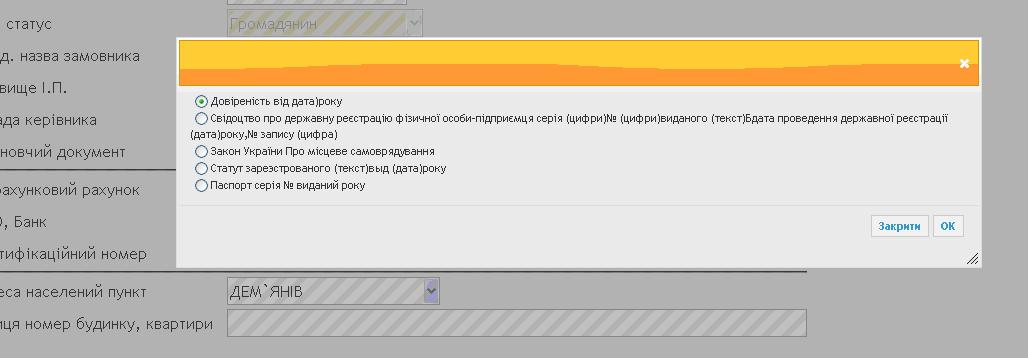 статус
Громадянин
д. назва замовника
вище І.П.
ада керівника
новчий документ
Довіреність від дата)року
Свідоцтво про державну реєстрацію фізичної особи-підприємця серія (цифри)№ (цифри)виданого (текст)Бдата проведення державної реєстрації
(дата)року,№ запису (цифра)
Закон України Про місцеве самоврядування
Статут зареэстрованого (текст)выд (дата)року
Паспорт серія № виданий року
Закрити
OK
рахунковий рахунок
О, Банк
тифікаційний номер
еса населений пункт
ДЕМ`ЯНІВ
иця номер будинку, квартири